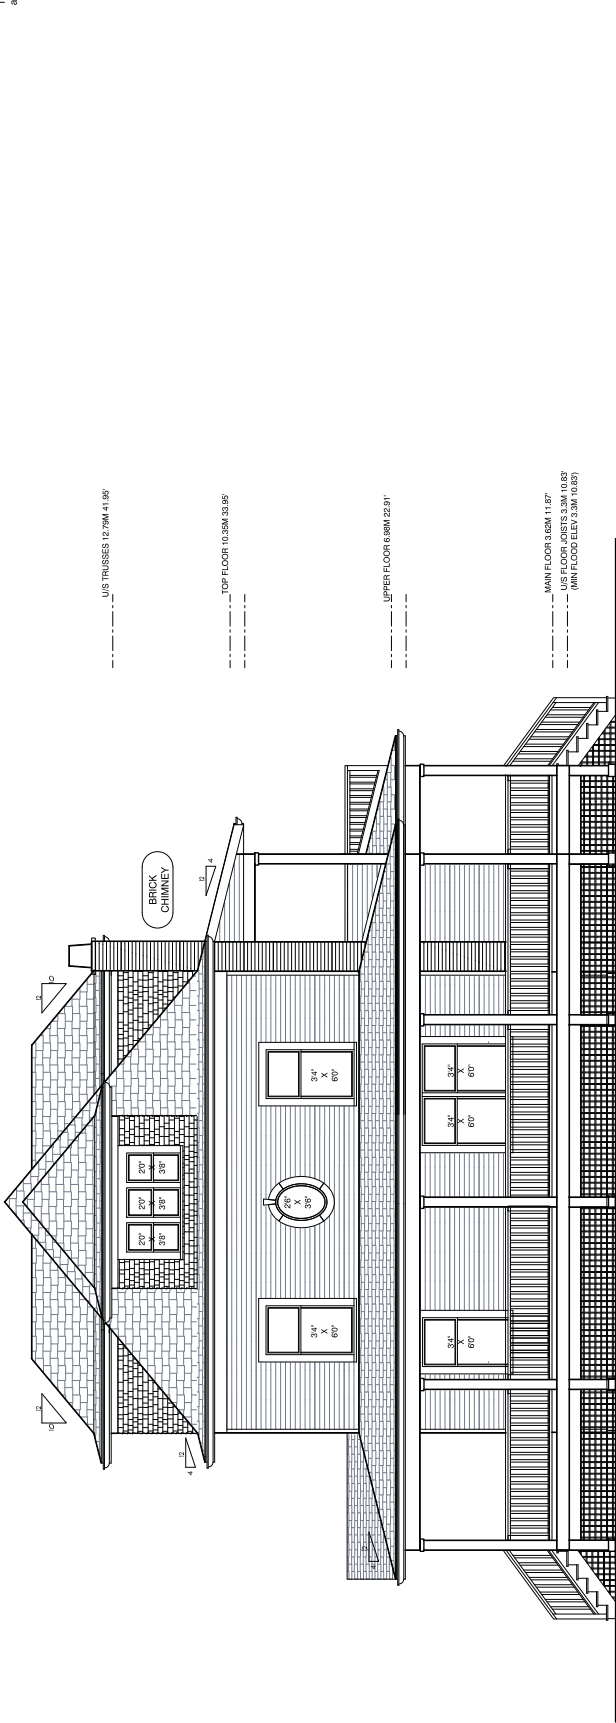 U/S TRUSSES 12.79M 41.95'
TOP FLOOR 10.35M 33.95'
UPPER FLOOR 6.98M 22.91'
MAIN FLOOR 3.62M 11.87'
U/S FLOOR JOISTS 3.3M 10.83'
(MIN FLOOD ELEV 3.3M 10.83')
BRICK
CHIMNEY
12
10
12
4
12
10
12
4
12
4
2'0"
X
3'8"
2'0"
X
3'8"
2'0"
X
3'8"
3'4"
X
6'0"
2'6"
X
3'6"
3'4"
X
6'0"
3'4"
X
6'0"
3'4"
X
6'0"
3'4"
X
6'0"